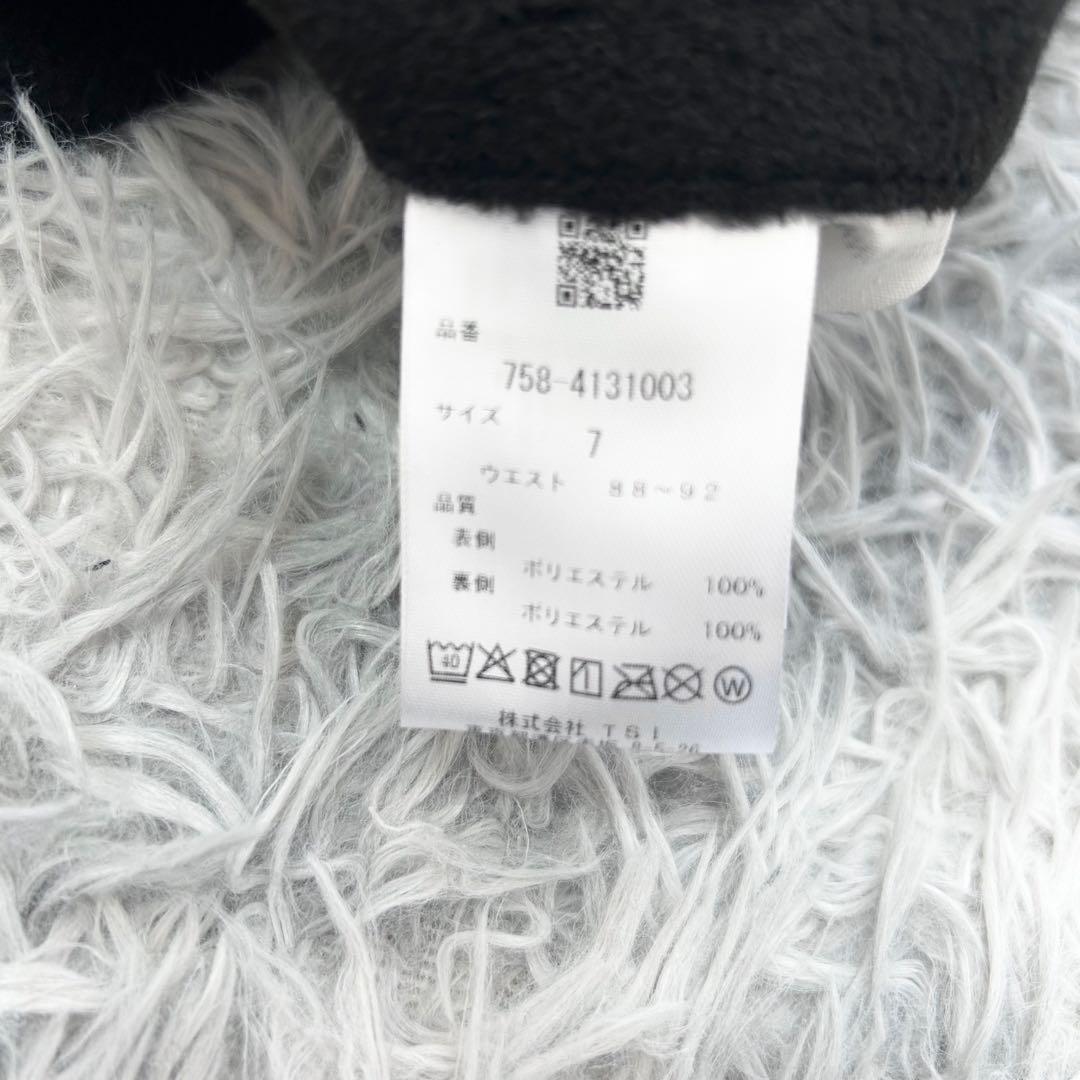 品番
758-4131003
サイズ
7
ウエスト 88~92
品質
表側
ポリエステル 100%
裏側
ポリエステル 100%
40
W
株式会社 TSI